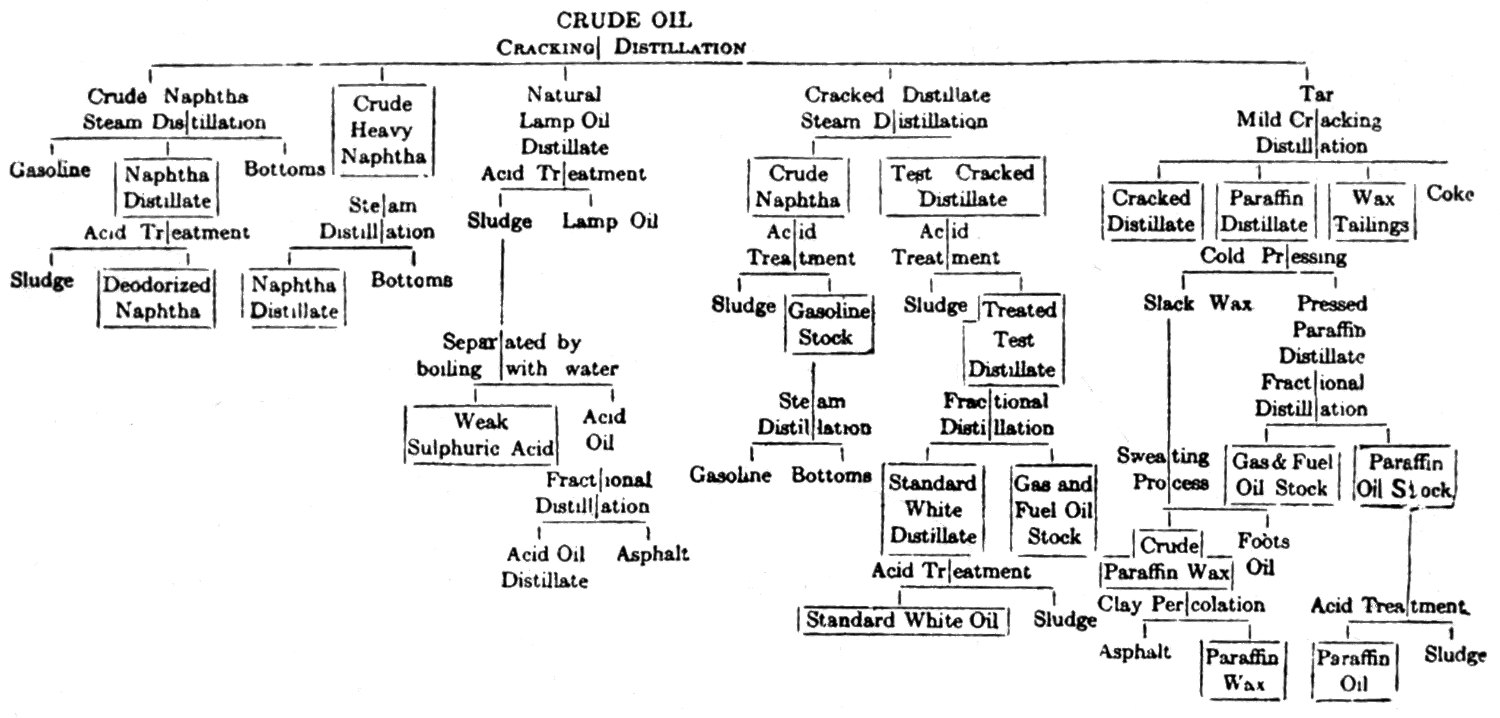 CRUDE OIL
CRACKING DISTILLATION
Crude Naphtha
Steam Distillation
Gasoline
Naphtha
Distillate
Bottoms
Acid Treatment
Sludge
Deodorized
Naphtha
Crude
Heavy
Naphtha
Steam
Distillation
Naphtha
Distillate
Bottoms
Natural
Lamp Oil
Distillate
Acid Treatment
Sludge
Lamp Oil
Separated by
boiling with water
Weak
Sulphuric Acid
Acid
Oil
Fractional
Distillation
Acid Oil
Distillate
Asphalt
Cracked Distillate
Steam Distillation
Crude
Naphtha
Acid
Treatment
Sludge
Gasoline
Stock
Steam
Distillation
Gasoline
Bottoms
Test Cracked
Distillate
Acid
Treatment
Sludge
Treated
Test
Distillate
Fractional
Distillation
Standard
White
Distillate
Gas and
Fuel Oil
Stock
Acid Treatment
Standard White Oil
Sludge
Tar
Mild Cracking
Distillation
Cracked
Distillate
Paraffin
Distillate
Wax
Tailings
Coke
Cold Pressing
Slack Wax
Sweating
Process
Crude
Paraffin Wax
Foots
Oil
Clay Percolation
Asphalt
Paraffin
Wax
Pressed
Paraffin
Distillate
Fractional
Distillation
Gas & Fuel
Oil Stock
Paraffin
Oil Stock
Acid Treatment
Paraffin
Oil
Sludge